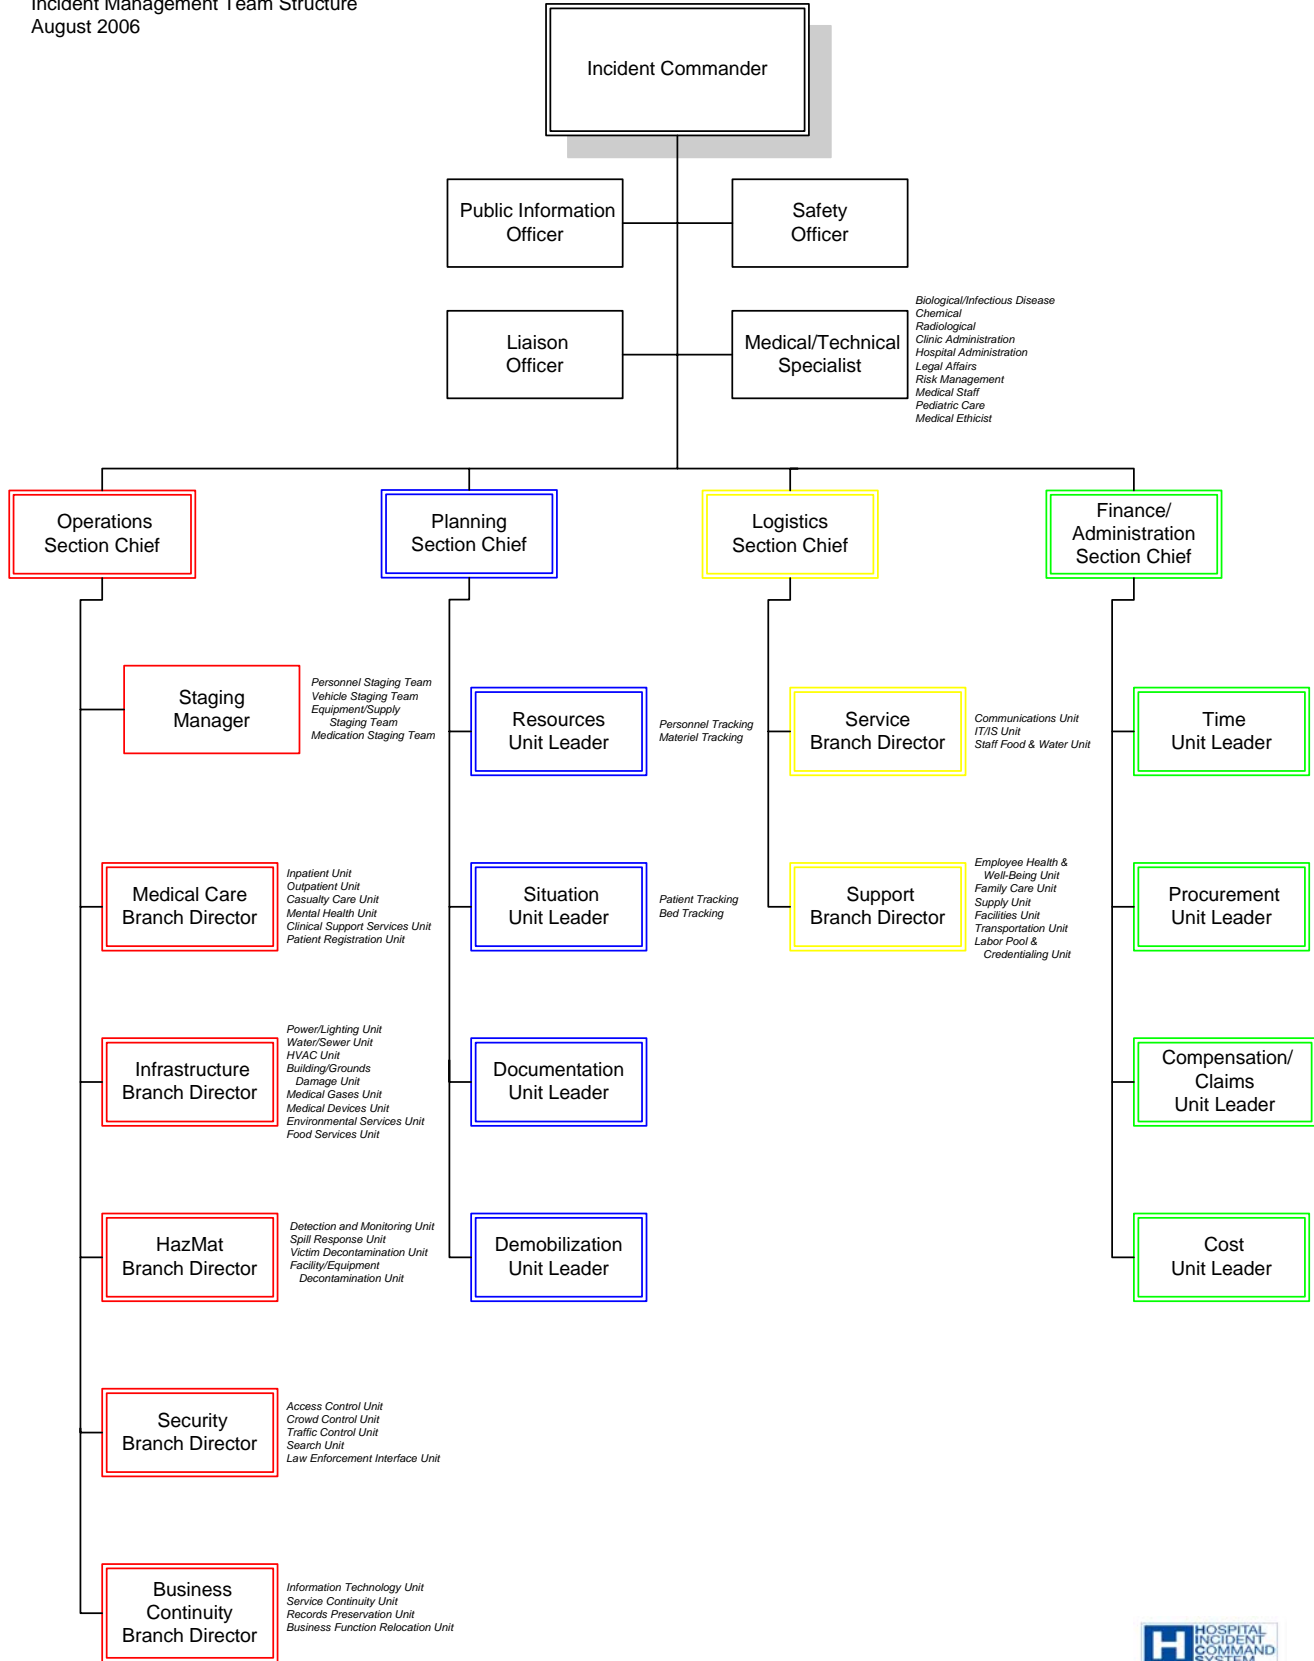 Incident Management Team Structure
August 2006
Incident Commander
Public Information
Officer
Safety
Officer
Liaison
Officer
Medical/Technical
Specialist
Biological/Infectious Disease
Chemical
Radiological
Clinic Administration
Hospital Administration
Legal Affairs
Risk Management
Medical Staff
Pediatric Care
Medical Ethicist
Operations
Section Chief
Planning
Section Chief
Logistics
Section Chief
Finance/
Administration
Section Chief
Staging
Manager
Personnel Staging Team
Vehicle Staging Team
Equipment/Supply
Staging Team
Medication Staging Team
Resources
Unit Leader
Personnel Tracking
Materiel Tracking
Service
Branch Director
Communications Unit
IT/IS Unit
Staff Food & Water Unit
Time
Unit Leader
Medical Care
Branch Director
Inpatient Unit
Outpatient Unit
Casualty Care Unit
Mental Health Unit
Clinical Support Services Unit
Patient Registration Unit
Situation
Unit Leader
Patient Tracking
Bed Tracking
Support
Branch Director
Employee Health &
Well-Being Unit
Family Care Unit
Supply Unit
Facilities Unit
Transportation Unit
Labor Pool &
Credentialing Unit
Procurement
Unit Leader
Infrastructure
Branch Director
Power/Lighting Unit
Water/Sewer Unit
HVAC Unit
Building/Grounds
Damage Unit
Medical Gases Unit
Medical Devices Unit
Environmental Services Unit
Food Services Unit
Documentation
Unit Leader
Compensation/
Claims
Unit Leader
HazMat
Branch Director
Detection and Monitoring Unit
Spill Response Unit
Victim Decontamination Unit
Facility/Equipment
Decontamination Unit
Demobilization
Unit Leader
Cost
Unit Leader
Security
Branch Director
Access Control Unit
Crowd Control Unit
Traffic Control Unit
Search Unit
Law Enforcement Interface Unit
Business
Continuity
Branch Director
Information Technology Unit
Service Continuity Unit
Records Preservation Unit
Business Function Relocation Unit
H
HOSPITAL
INCIDENT
COMMAND
SYSTEM